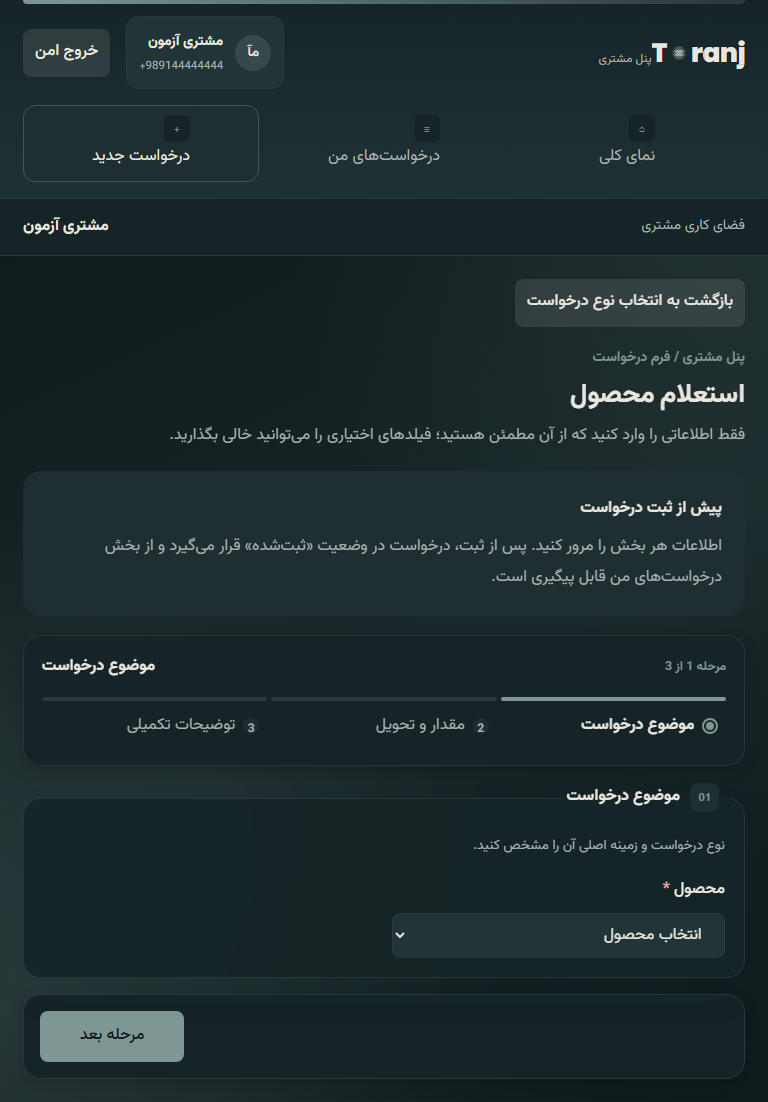 T ranj
پنل مشتری
مآ
مشتری آزمون
+989144444444
خروج امن
نمای کلی
درخواست‌های من
+
درخواست جدید
فضای کاری مشتری
مشتری آزمون
بازگشت به انتخاب نوع درخواست
پنل مشتری / فرم درخواست
استعلام محصول
فقط اطلاعاتی را وارد کنید که از آن مطمئن هستید؛ فیلدهای اختیاری را می‌توانید خالی بگذارید.
پیش از ثبت درخواست
اطلاعات هر بخش را مرور کنید. پس از ثبت، درخواست در وضعیت «ثبت‌شده» قرار می‌گیرد و از بخش
درخواست‌های من قابل پیگیری است.
مرحله 1 از 3
موضوع درخواست
موضوع درخواست
2 مقدار و تحویل
3 توضیحات تکمیلی
01 موضوع درخواست
نوع درخواست و زمینه اصلی آن را مشخص کنید.
محصول *
انتخاب محصول
مرحله بعد